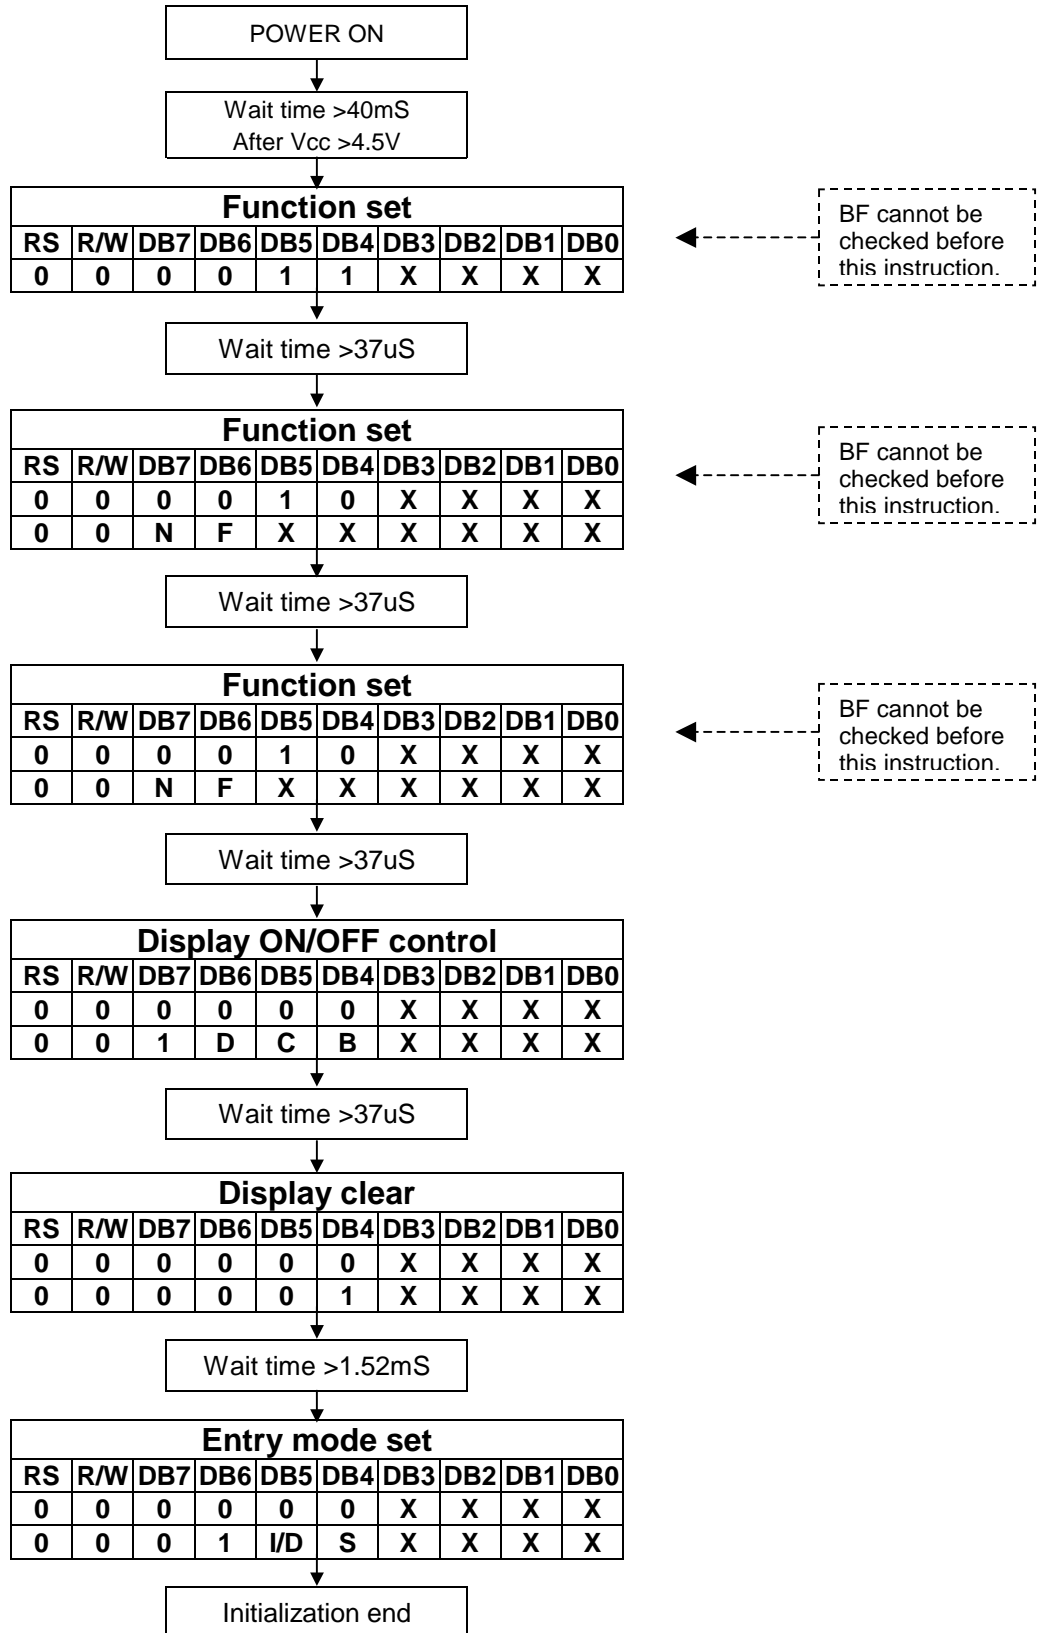 POWER ON
Wait time >40mS
After Vcc >4.5V
Function set
RS R/W DB7 DB6 DB5 DB4 DB3 DB2 DB1 DB0
0 0 0 0 1 1 X X X X
BF cannot be
checked before
this instruction.
Wait time >37uS
Function set
RS R/W DB7 DB6 DB5 DB4 DB3 DB2 DB1 DB0
0 0 0 0 1 0 X X X X
0 0 N F X X X X X X
BF cannot be
checked before
this instruction.
Wait time >37uS
Function set
RS R/W DB7 DB6 DB5 DB4 DB3 DB2 DB1 DB0
0 0 0 0 1 0 X X X X
0 0 N F X X X X X X
BF cannot be
checked before
this instruction.
Wait time >37uS
Display ON/OFF control
RS R/W DB7 DB6 DB5 DB4 DB3 DB2 DB1 DB0
0 0 0 0 0 0 X X X X
0 0 1 D C B X X X X
Wait time >37uS
Display clear
RS R/W DB7 DB6 DB5 DB4 DB3 DB2 DB1 DB0
0 0 0 0 0 0 X X X X
0 0 0 0 0 1 X X X X
Wait time >1.52mS
Entry mode set
RS R/W DB7 DB6 DB5 DB4 DB3 DB2 DB1 DB0
0 0 0 0 0 0 X X X X
0 0 0 1 I/D S X X X X
Initialization end